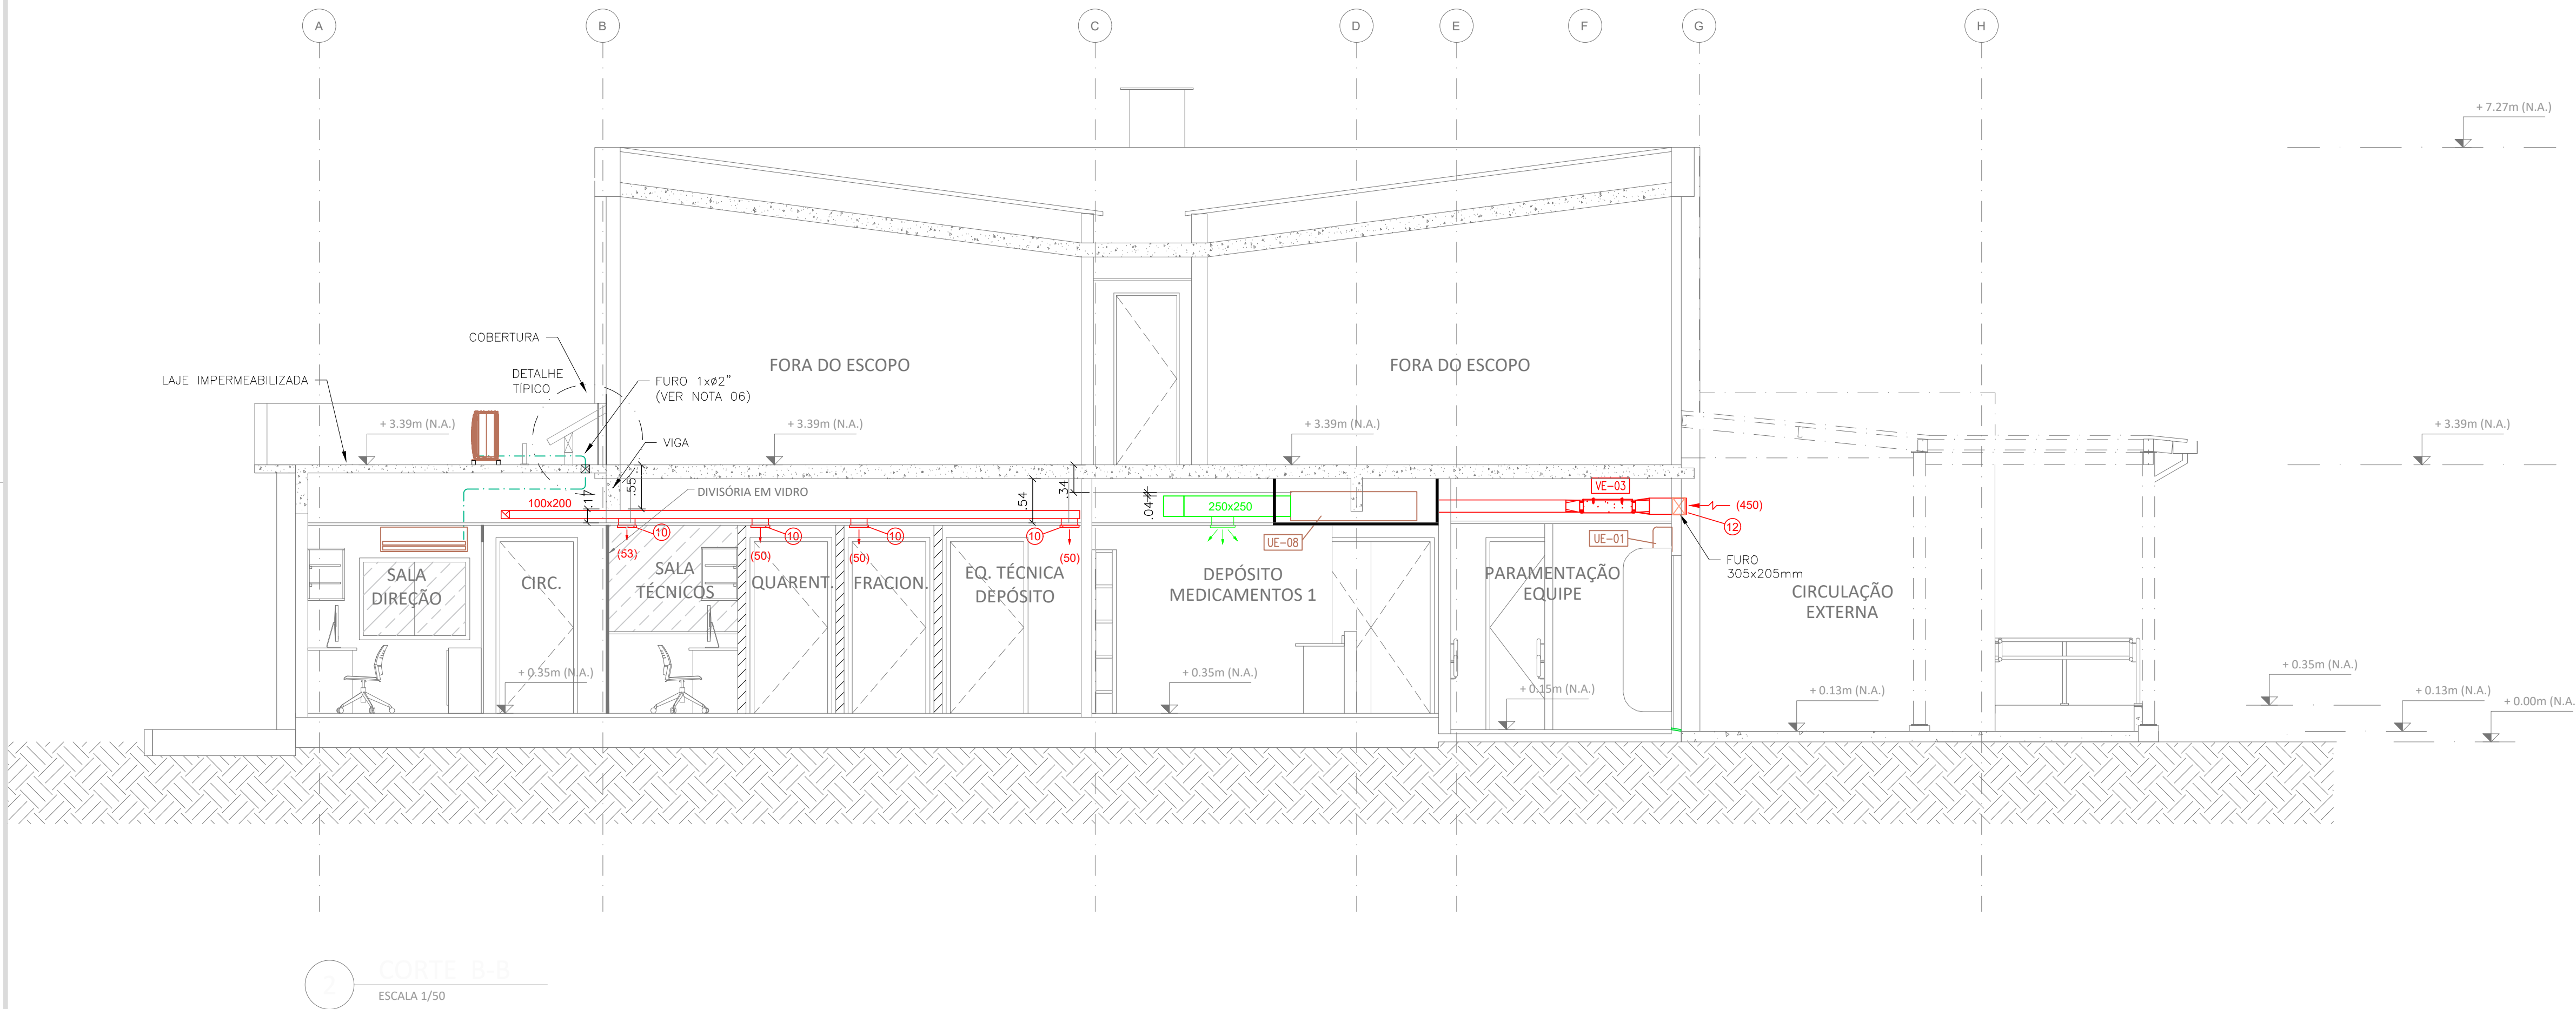 A
B
C
D
E
F
G
H
+ 7.27m (N.A.)
COBERTURA
LAJE IMPERMEABILIZADA
DETALHE
TÍPICO
FURO 1xø2"
(VER NOTA 06)
FORA DO ESCOPO
FORA DO ESCOPO
+ 3.39m (N.A.)
+ 3.39m (N.A.)
+ 3.39m (N.A.)
+ 3.39m (N.A.)
VIGA
DIVISÓRIA EM VIDRO
100x200
.17
.55
.54
.34
.04
250x250
VE-03
(450)
12
10
10
10
10
(53)
(50)
(50)
(50)
UE-08
UE-01
FURO
305x205mm
SALA
DIREÇÃO
CIRC.
SALA
TÉCNICOS
QUARENT.
FRACION.
EQ. TÉCNICA
DEPÓSITO
DEPÓSITO
MEDICAMENTOS 1
PARAMENTAÇÃO
EQUIPE
CIRCULAÇÃO
EXTERNA
+ 0.35m (N.A.)
+ 0.35m (N.A.)
+ 0.15m (N.A.)
+ 0.13m (N.A.)
+ 0.35m (N.A.)
+ 0.13m (N.A.)
+ 0.00m (N.A.
2
CORTE B-B
ESCALA 1/50